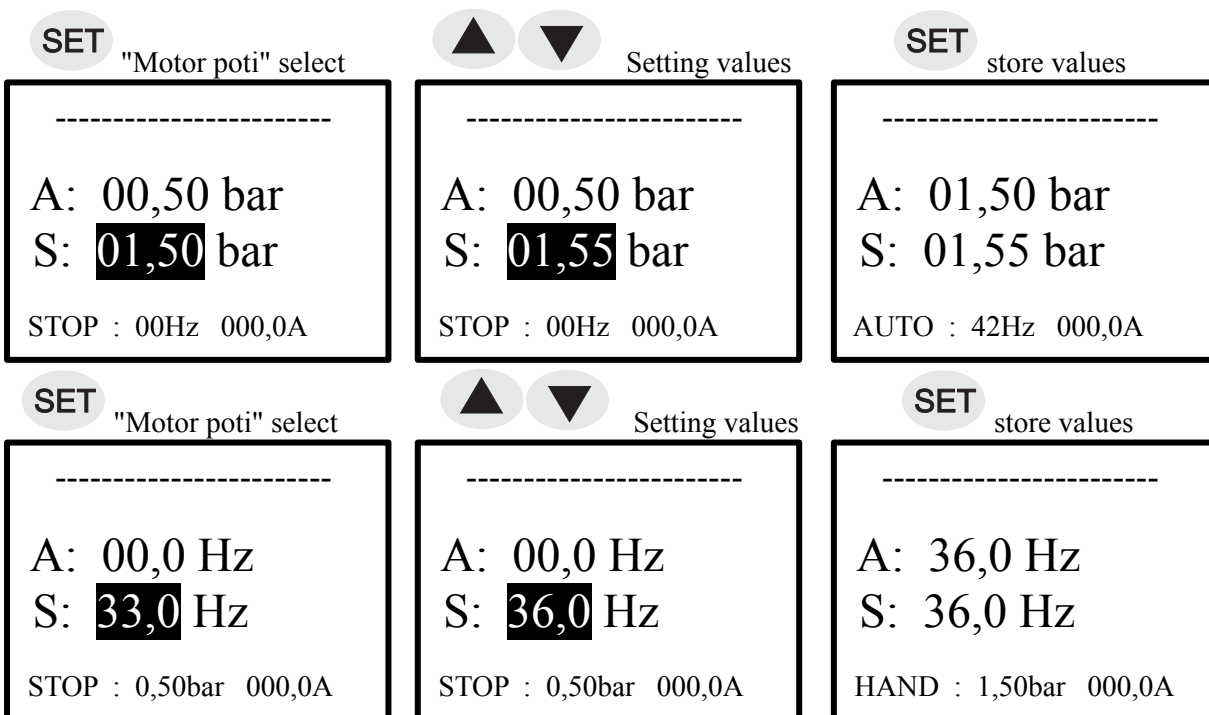 SET "Motor poti" select
------------------------
A: 00,50 bar
S: 01,50 bar
STOP : 00Hz 000,0A
▲ ▼ Setting values
------------------------
A: 00,50 bar
S: 01,55 bar
STOP : 00Hz 000,0A
SET store values
------------------------
A: 01,50 bar
S: 01,55 bar
AUTO : 42Hz 000,0A
SET "Motor poti" select
------------------------
A: 00,0 Hz
S: 33,0 Hz
STOP : 0,50bar 000,0A
▲ ▼ Setting values
------------------------
A: 00,0 Hz
S: 36,0 Hz
STOP : 0,50bar 000,0A
SET store values
------------------------
A: 36,0 Hz
S: 36,0 Hz
HAND : 1,50bar 000,0A